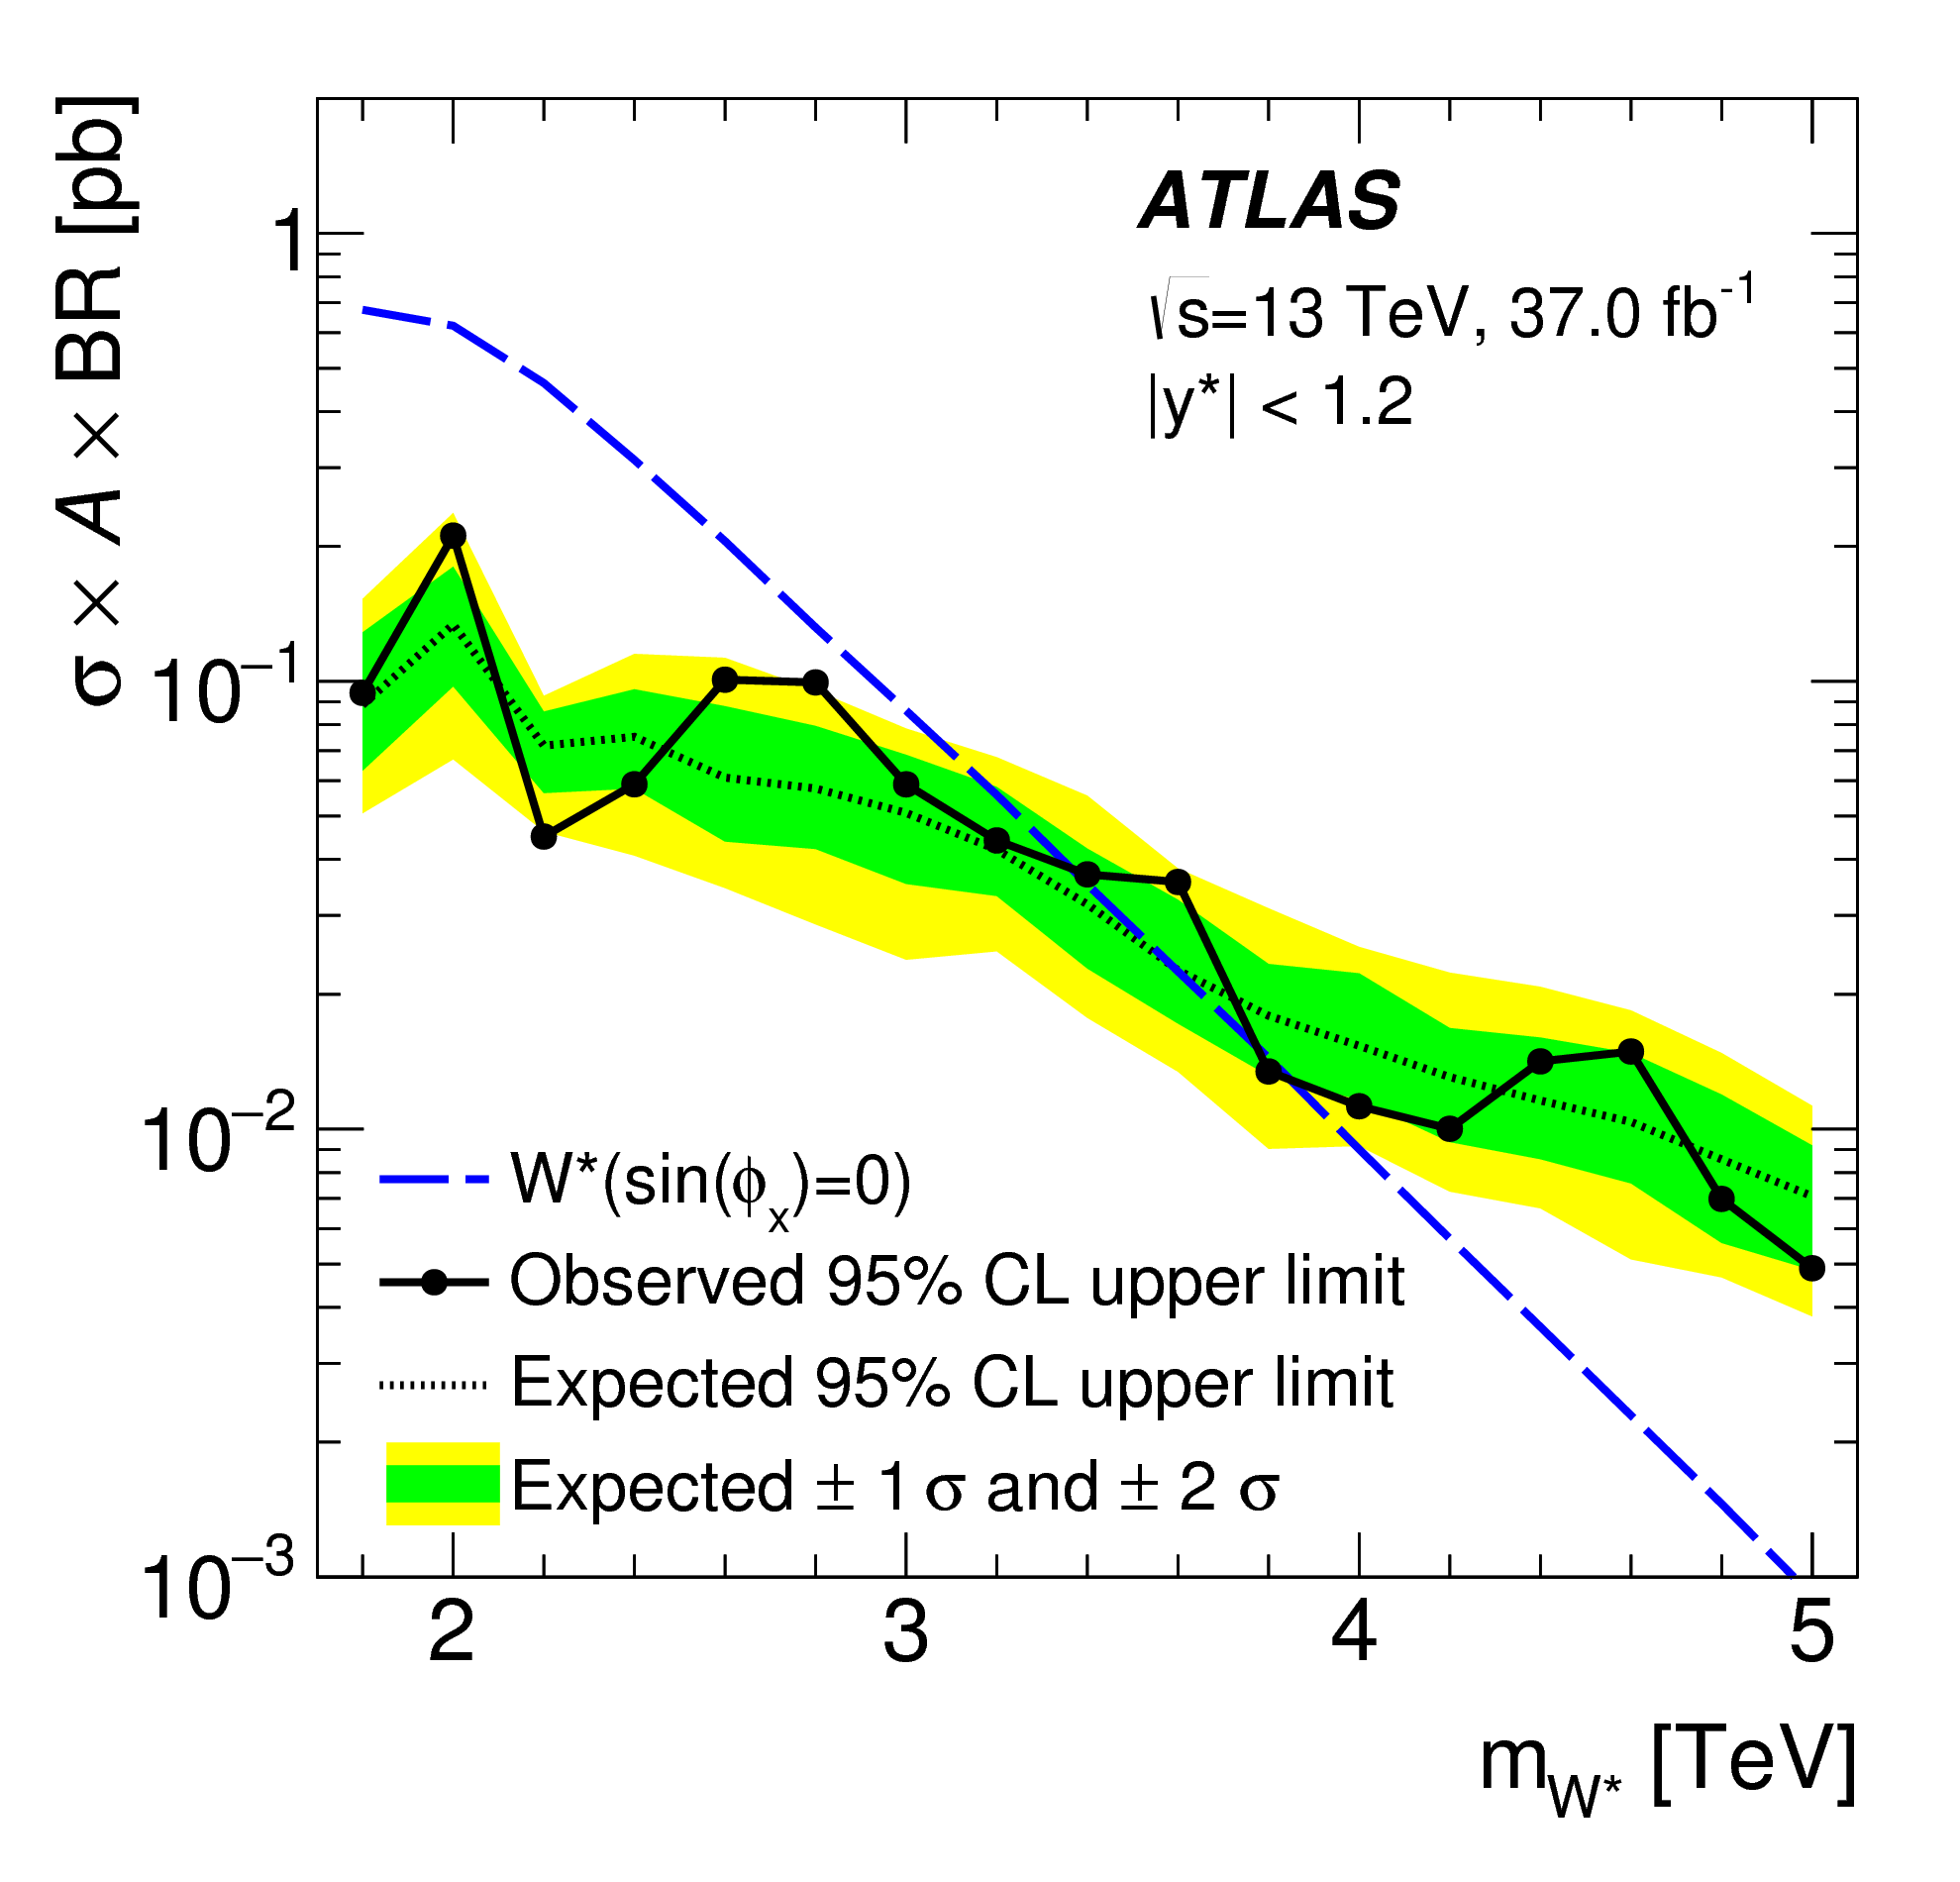 σ × A × BR [pb]
ATLAS
√s=13 TeV, 37.0 fb⁻¹
|y*| < 1.2
1
10⁻¹
10⁻²
10⁻³
W*(sin(ϕₓ)=0)
Observed 95% CL upper limit
Expected 95% CL upper limit
Expected ± 1 σ and ± 2 σ
2 3 4 5
m_W* [TeV]